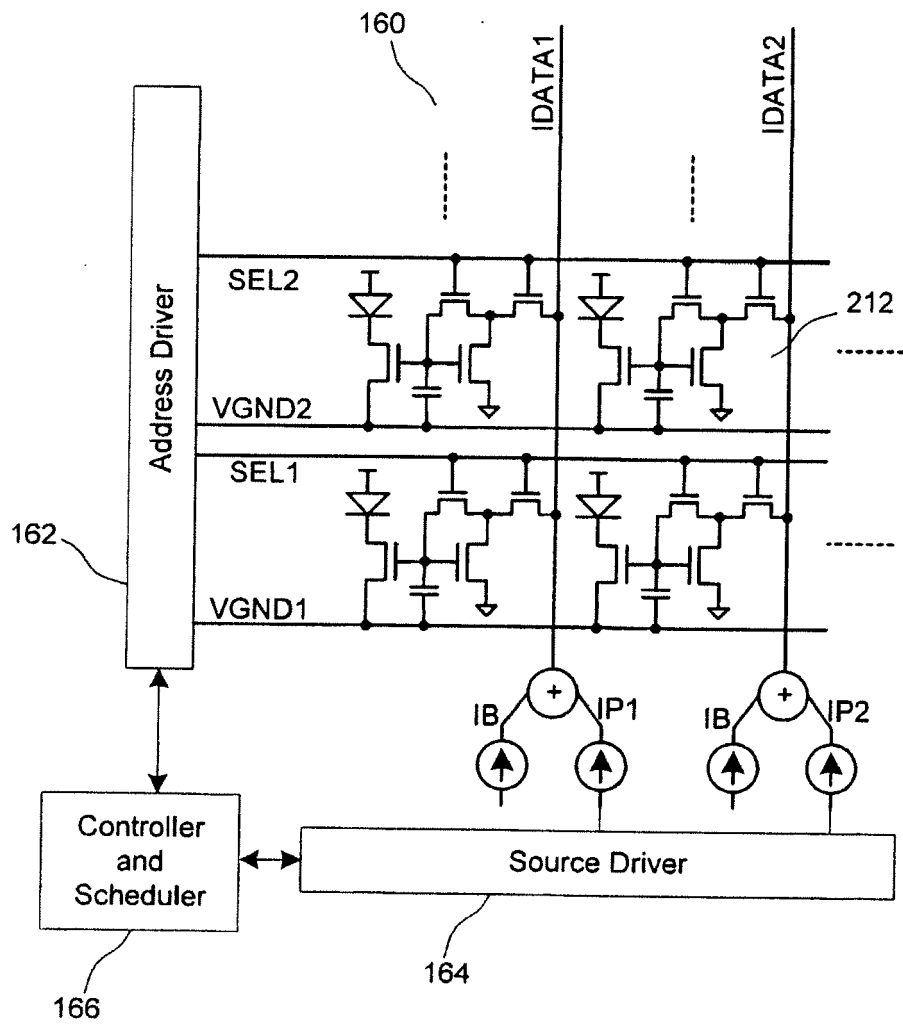 160
IDATA1
IDATA2
Address Driver
SEL2
212
VGND2
SEL1
162
VGND1
IB
IP1
IB
IP2
Controller
and
Scheduler
Source Driver
164
166